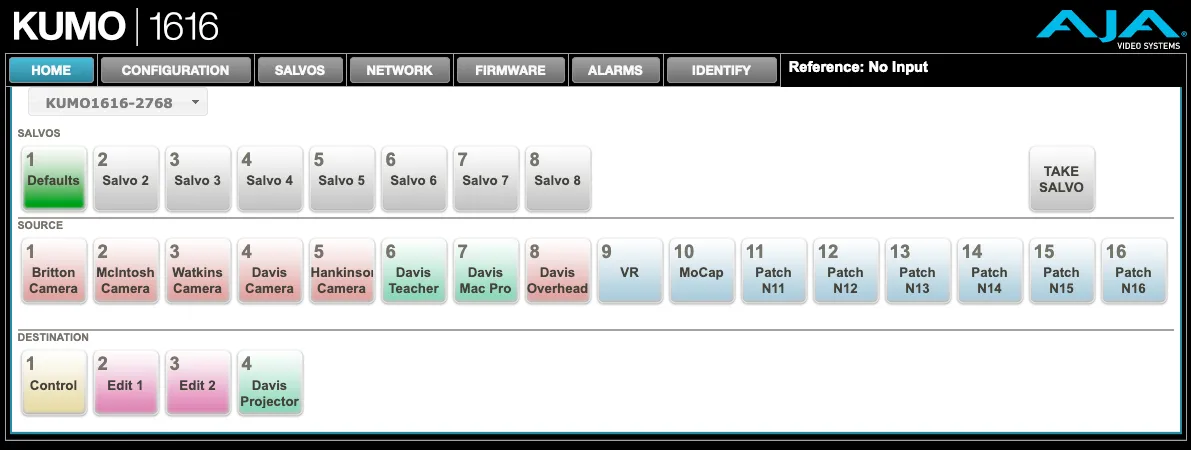 KUMO | 1616
AJA
VIDEO SYSTEMS
HOME CONFIGURATION SALVOS NETWORK FIRMWARE ALARMS IDENTIFY Reference: No Input
KUMO1616-2768
SALVOS
1 2 3 4 5 6 7 8
Defaults Salvo 2 Salvo 3 Salvo 4 Salvo 5 Salvo 6 Salvo 7 Salvo 8
TAKE
SALVO
SOURCE
1 2 3 4 5 6 7 8 9 10 11 12 13 14 15 16
Britton McIntosh Watkins Davis Hankinson Davis Davis Davis VR MoCap Patch Patch Patch Patch Patch Patch
Camera Camera Camera Camera Camera Teacher Mac Pro Overhead N11 N12 N13 N14 N15 N16
DESTINATION
1 2 3 4
Control Edit 1 Edit 2 Davis
Projector